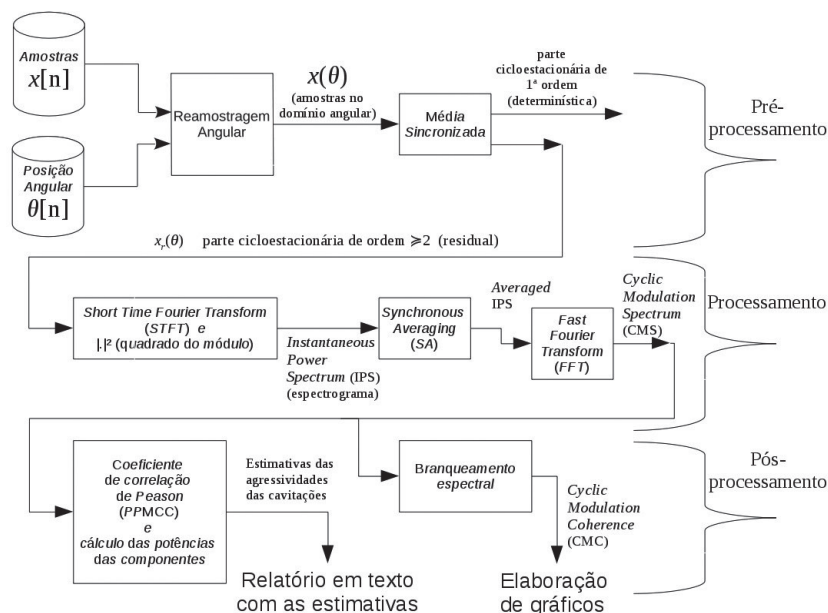 Amostras
x[n]
Posição
Angular
θ[n]
Reamostragem
Angular
x(θ)
(amostras no
domínio angular)
Média
Sincronizada
parte
cicloestacionária de
1ª ordem
(determinística)
Pré-
processamento
xᵣ(θ) parte cicloestacionária de ordem ⩾2 (residual)
Short Time Fourier Transform
(STFT) e
|.|² (quadrado do módulo)
Instantaneous
Power
Spectrum (IPS)
(espectrograma)
Synchronous
Averaging
(SA)
Averaged
IPS
Fast
Fourier
Transform
(FFT)
Cyclic
Modulation
Spectrum
(CMS)
Processamento
Coeficiente
de correlação
de Peason
(PPMCC)
e
cálculo das potências
das componentes
Estimativas das
agressividades
das cavitações
Relatório em texto
com as estimativas
Branqueamento
espectral
Cyclic
Modulation
Coherence
(CMC)
Elaboração
de gráficos
Pós-
processamento